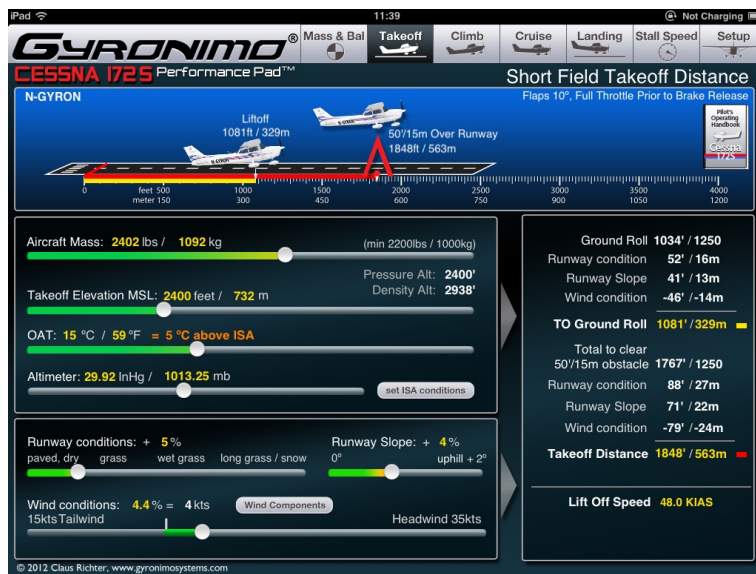 iPad 11:39 Not Charging
GYRONIMO®
Mass & Bal Takeoff Climb Cruise Landing Stall Speed Setup
CESSNA 172S Performance Pad™
Short Field Takeoff Distance
N-GYRON
Flaps 10º, Full Throttle Prior to Brake Release
Pilot's
Operating
Handbook
Cessna
172S
Liftoff
1081ft / 329m
50'/15m Over Runway
1848ft / 563m
N-GYRON
0 feet 500 1000 1500 2000 2500 3000 3500 4000
meter 150 300 450 600 750 900 1050 1200
Aircraft Mass: 2402 lbs / 1092 kg (min 2200lbs / 1000kg)
Pressure Alt: 2400'
Density Alt: 2938'
Takeoff Elevation MSL: 2400 feet / 732 m
OAT: 15 ºC / 59 ºF = 5 ºC above ISA
Altimeter: 29.92 InHg / 1013.25 mb
set ISA conditions
Runway conditions: + 5 %
paved, dry grass wet grass long grass / snow
Runway Slope: + 4 %
0º uphill + 2º
Wind conditions: 4.4 % = 4 kts
Wind Components
15kts Tailwind Headwind 35kts
Ground Roll 1034' / 1250
Runway condition 52' / 16m
Runway Slope 41' / 13m
Wind condition -46' / -14m
TO Ground Roll 1081' / 329m
Total to clear
50'/15m obstacle 1767' / 1250
Runway condition 88' / 27m
Runway Slope 71' / 22m
Wind condition -79' / -24m
Takeoff Distance 1848' / 563m
Lift Off Speed 48.0 KIAS
© 2012 Claus Richter, www.gyronimosystems.com